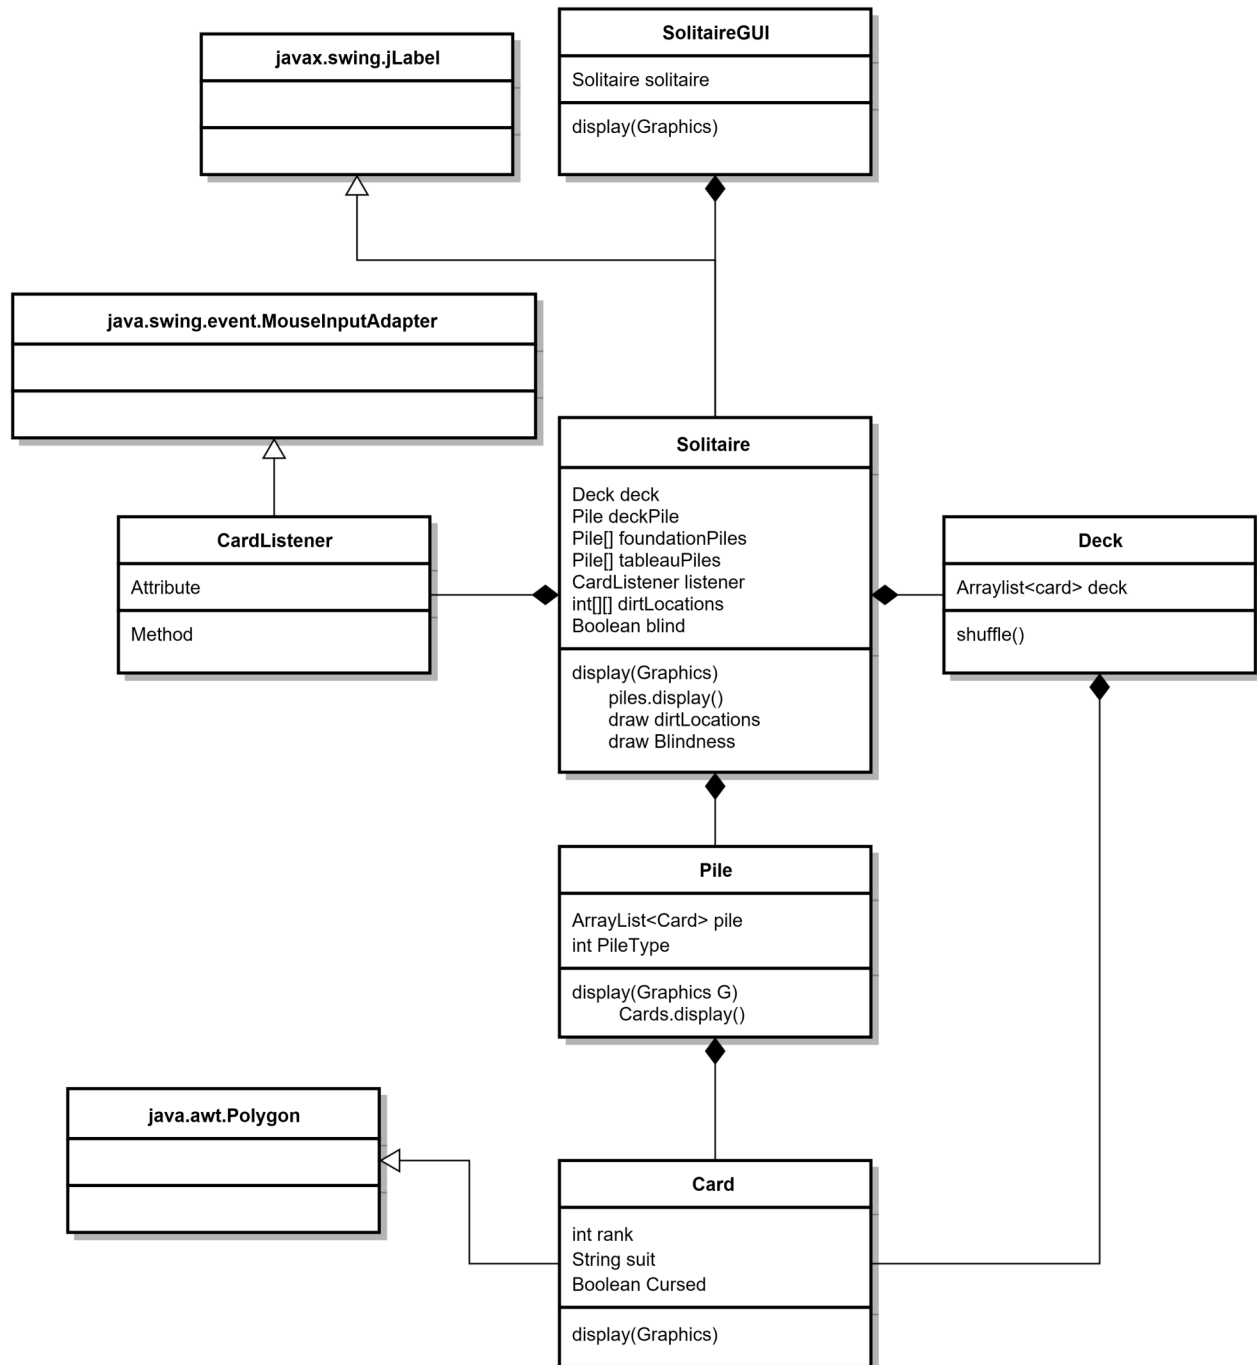 javax.swing.jLabel
SolitaireGUI
Solitaire solitaire
display(Graphics)
java.swing.event.MouseInputAdapter
Solitaire
Deck deck
Pile deckPile
Pile[] foundationPiles
Pile[] tableauPiles
CardListener listener
int[][] dirtLocations
Boolean blind
display(Graphics)
piles.display()
draw dirtLocations
draw Blindness
CardListener
Attribute
Method
Deck
Arraylist<card> deck
shuffle()
Pile
ArrayList<Card> pile
int PileType
display(Graphics G)
Cards.display()
java.awt.Polygon
Card
int rank
String suit
Boolean Cursed
display(Graphics)